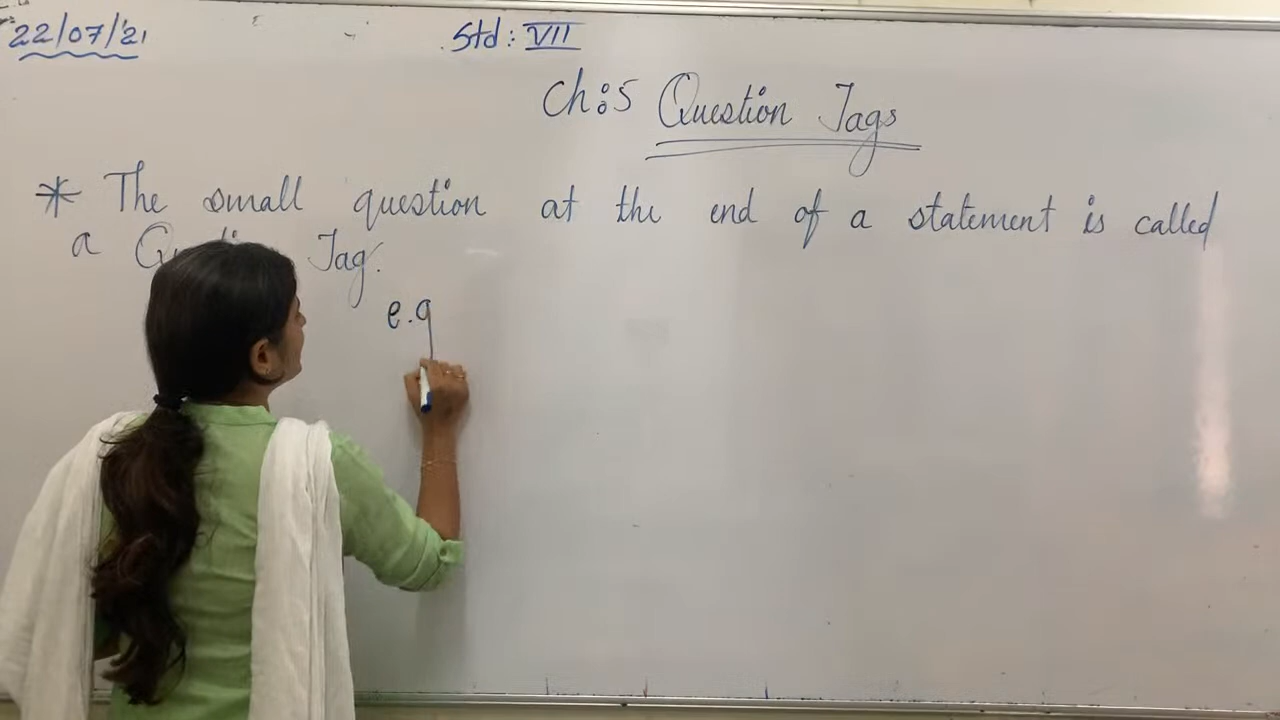 22/07/'21
Std: VII
Ch:5 Question Tags
* The small question at the end of a statement is called
a Tag.
e.g